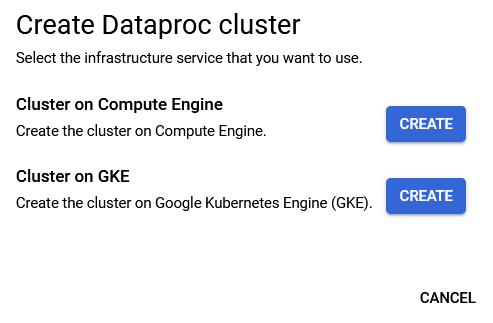 Create Dataproc cluster
Select the infrastructure service that you want to use.
Cluster on Compute Engine
Create the cluster on Compute Engine.
CREATE
Cluster on GKE
Create the cluster on Google Kubernetes Engine (GKE).
CREATE
CANCEL